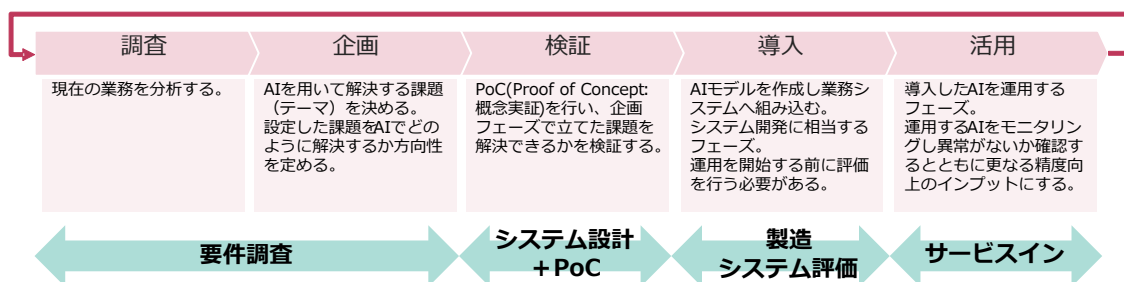 調査
企画
検証
導入
活用
現在の業務を分析する。
AIを用いて解決する課題
（テーマ）を決める。
設定した課題をAIでどの
ように解決するか方向性
を定める。
PoC(Proof of Concept:
概念実証)を行い、企画
フェーズで立てた課題を
解決できるかを検証する。
AIモデルを作成し業務シ
ステムへ組み込む。
システム開発に相当する
フェーズ。
運用を開始する前に評価
を行う必要がある。
導入したAIを運用する
フェーズ。
運用するAIをモニタリン
グし異常がないか確認す
るとともに更なる精度向
上のインプットにする。
要件調査
システム設計
＋PoC
製造
システム評価
サービスイン